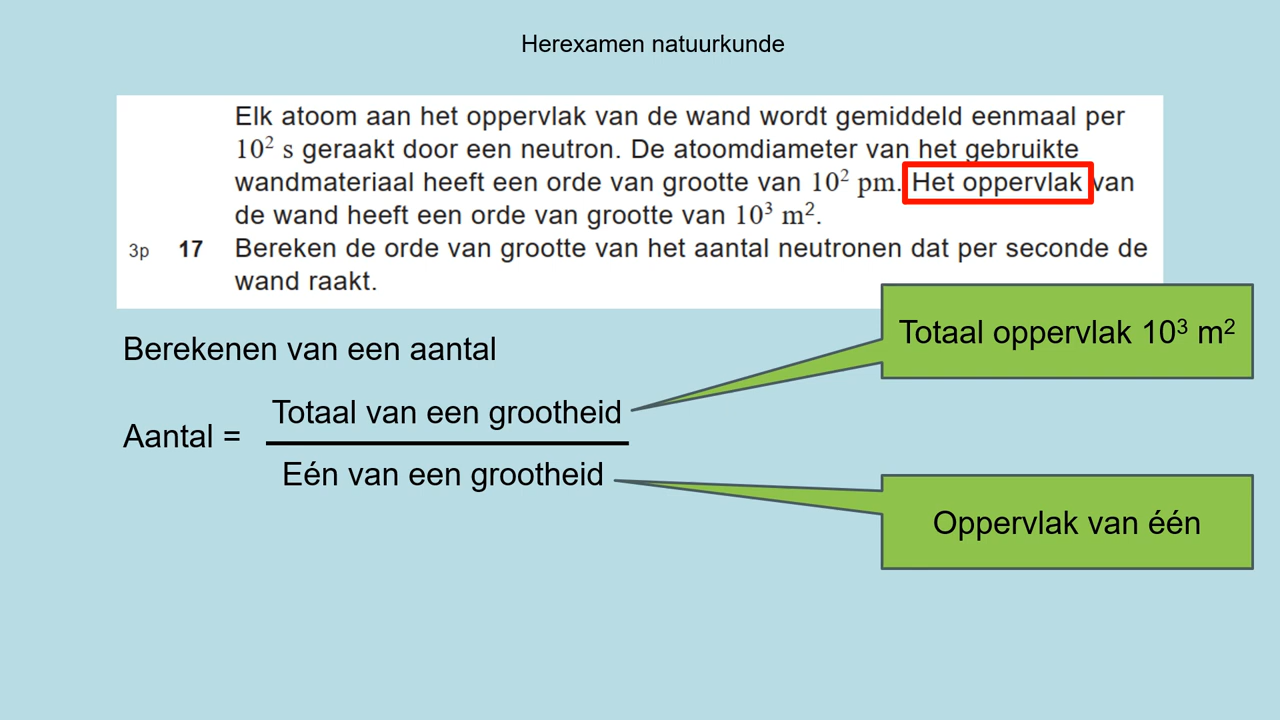 Herexamen natuurkunde
Elk atoom aan het oppervlak van de wand wordt gemiddeld eenmaal per
10² s geraakt door een neutron. De atoomdiameter van het gebruikte
wandmateriaal heeft een orde van grootte van 10² pm. Het oppervlak van
de wand heeft een orde van grootte van 10³ m².
3p 17 Bereken de orde van grootte van het aantal neutronen dat per seconde de
wand raakt.
Totaal oppervlak 10³ m²
Berekenen van een aantal
Aantal =
Totaal van een grootheid
Eén van een grootheid
Oppervlak van één